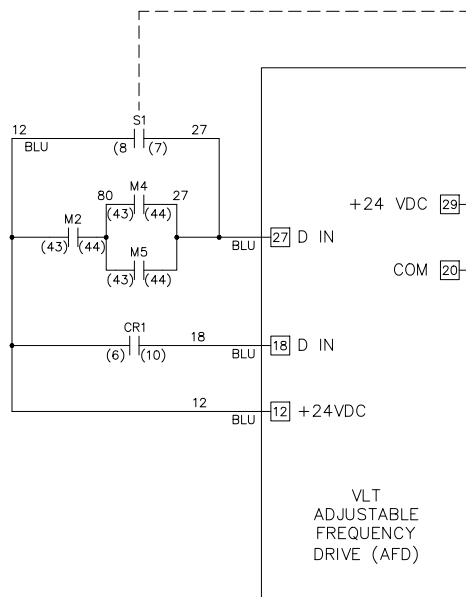 S1
12
27
BLU
(8
(7)
M4
80
27
+24 VDC
29
(43)
(44)
M2
27
D IN
(43)
(44)
M5
BLU
COM
20
(43)
(44)
CR1
18
18
D IN
(6)
(10)
BLU
12
12
+24VDC
BLU
VLT
ADJUSTABLE
FREQUENCY
DRIVE (AFD)